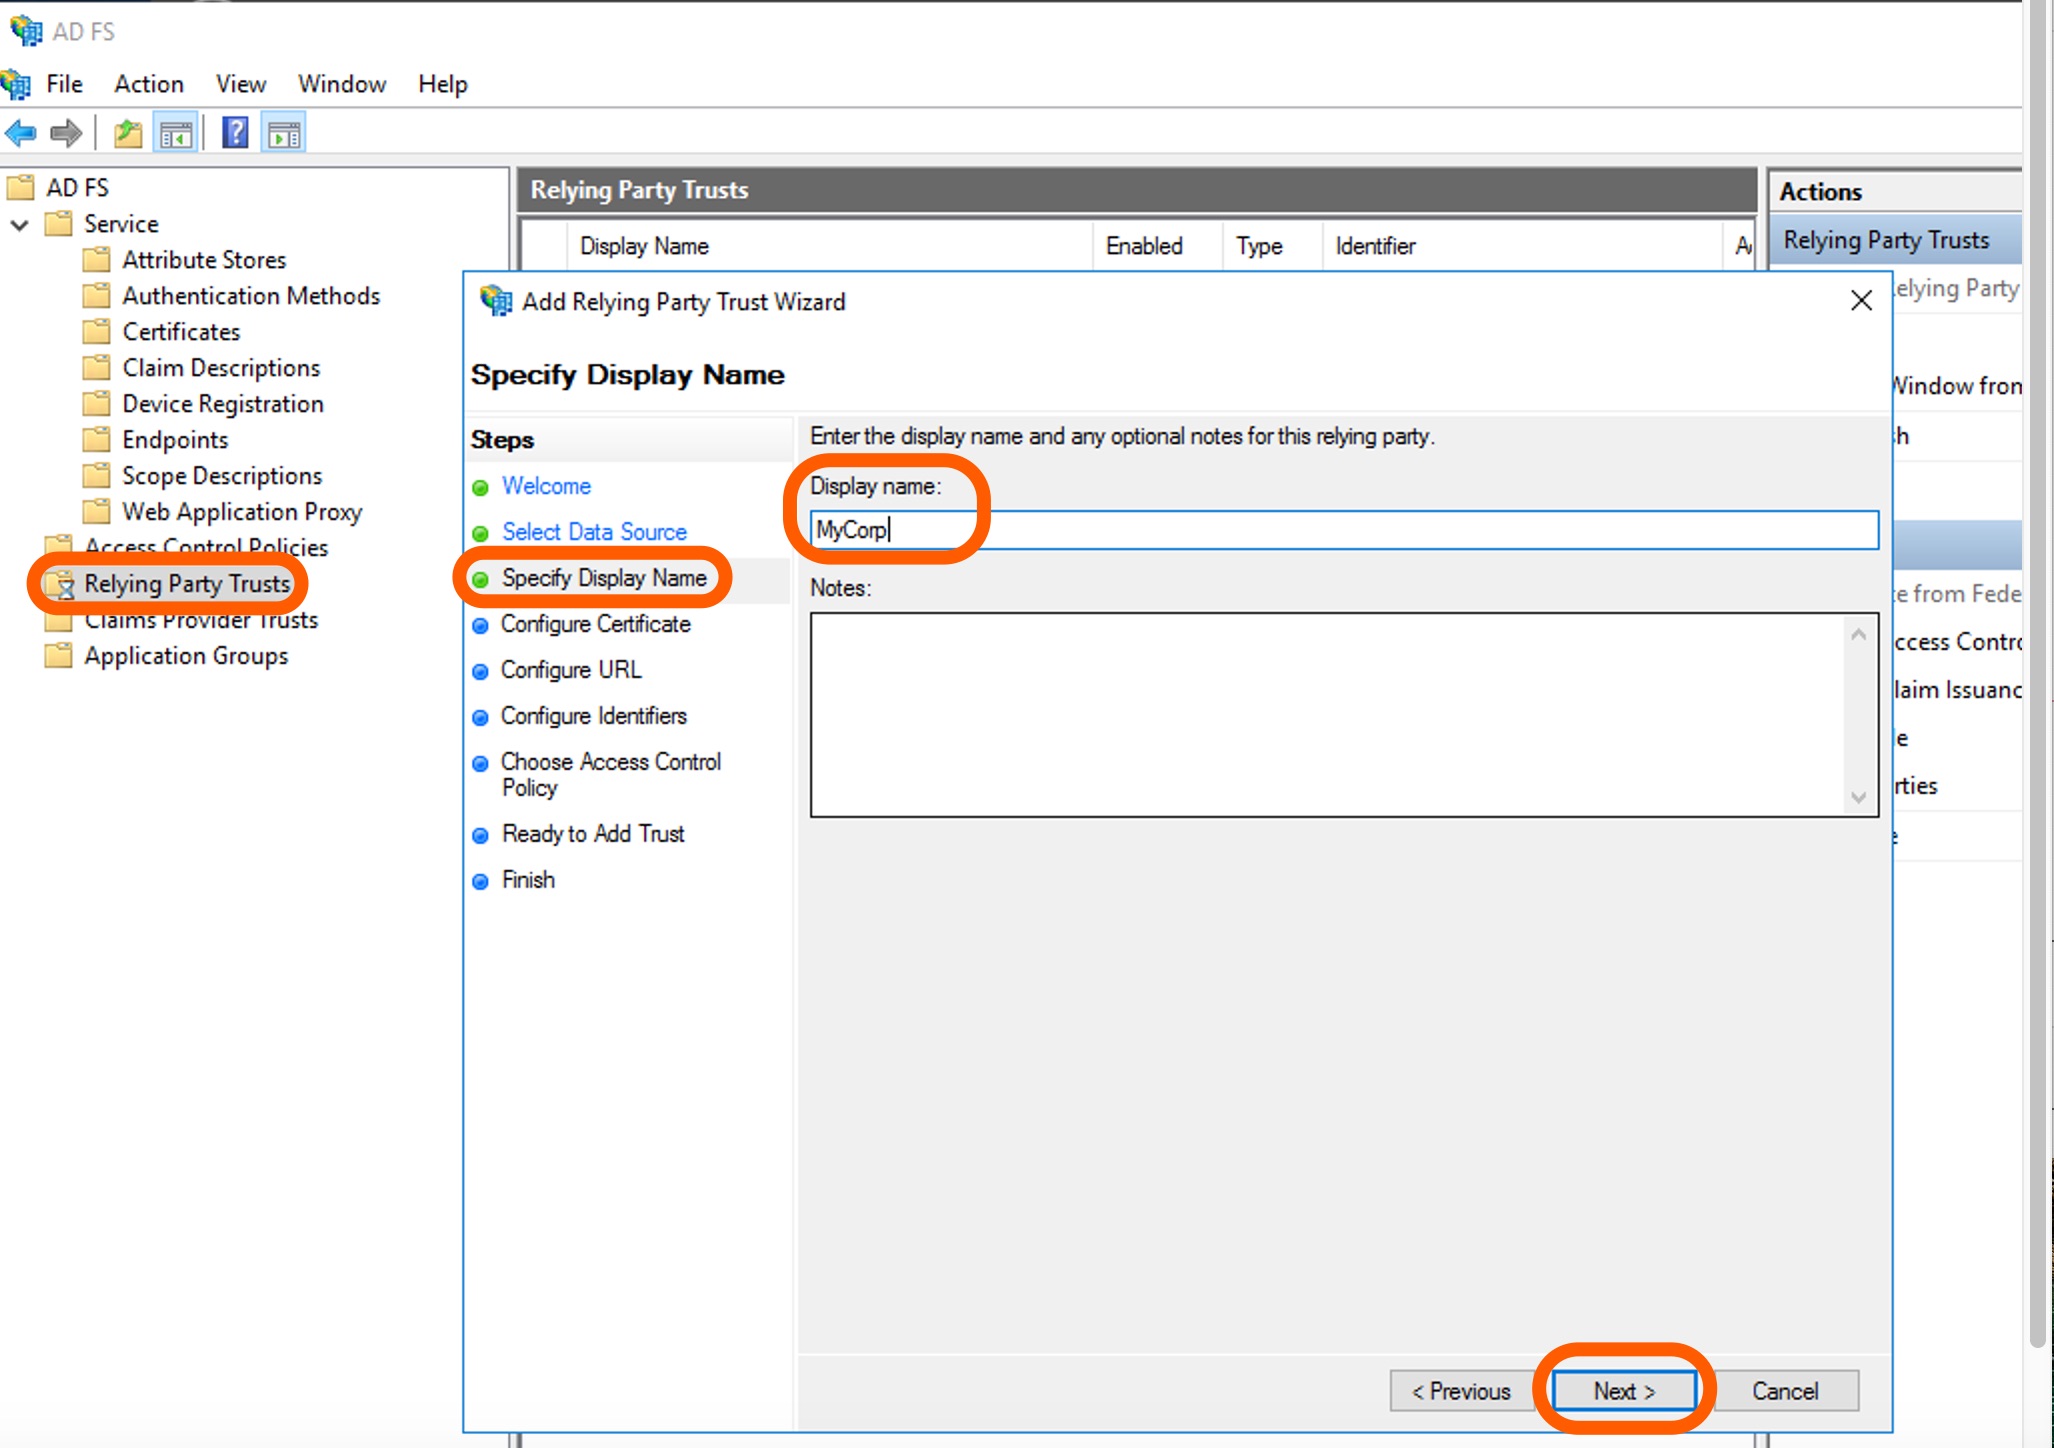 AD FS
File Action View Window Help
AD FS
Service
Attribute Stores
Authentication Methods
Certificates
Claim Descriptions
Device Registration
Endpoints
Scope Descriptions
Web Application Proxy
Access Control Policies
Relying Party Trusts
Claims Provider Trusts
Application Groups
Relying Party Trusts
Display Name Enabled Type Identifier
Actions
Relying Party Trusts
elying Party
Window from
h
e from Fede
ccess Contro
laim Issuanc
e
rties
Add Relying Party Trust Wizard
Specify Display Name
Steps
Welcome
Select Data Source
Specify Display Name
Configure Certificate
Configure URL
Configure Identifiers
Choose Access Control
Policy
Ready to Add Trust
Finish
Enter the display name and any optional notes for this relying party.
Display name:
MyCorp
Notes:
< Previous Next > Cancel